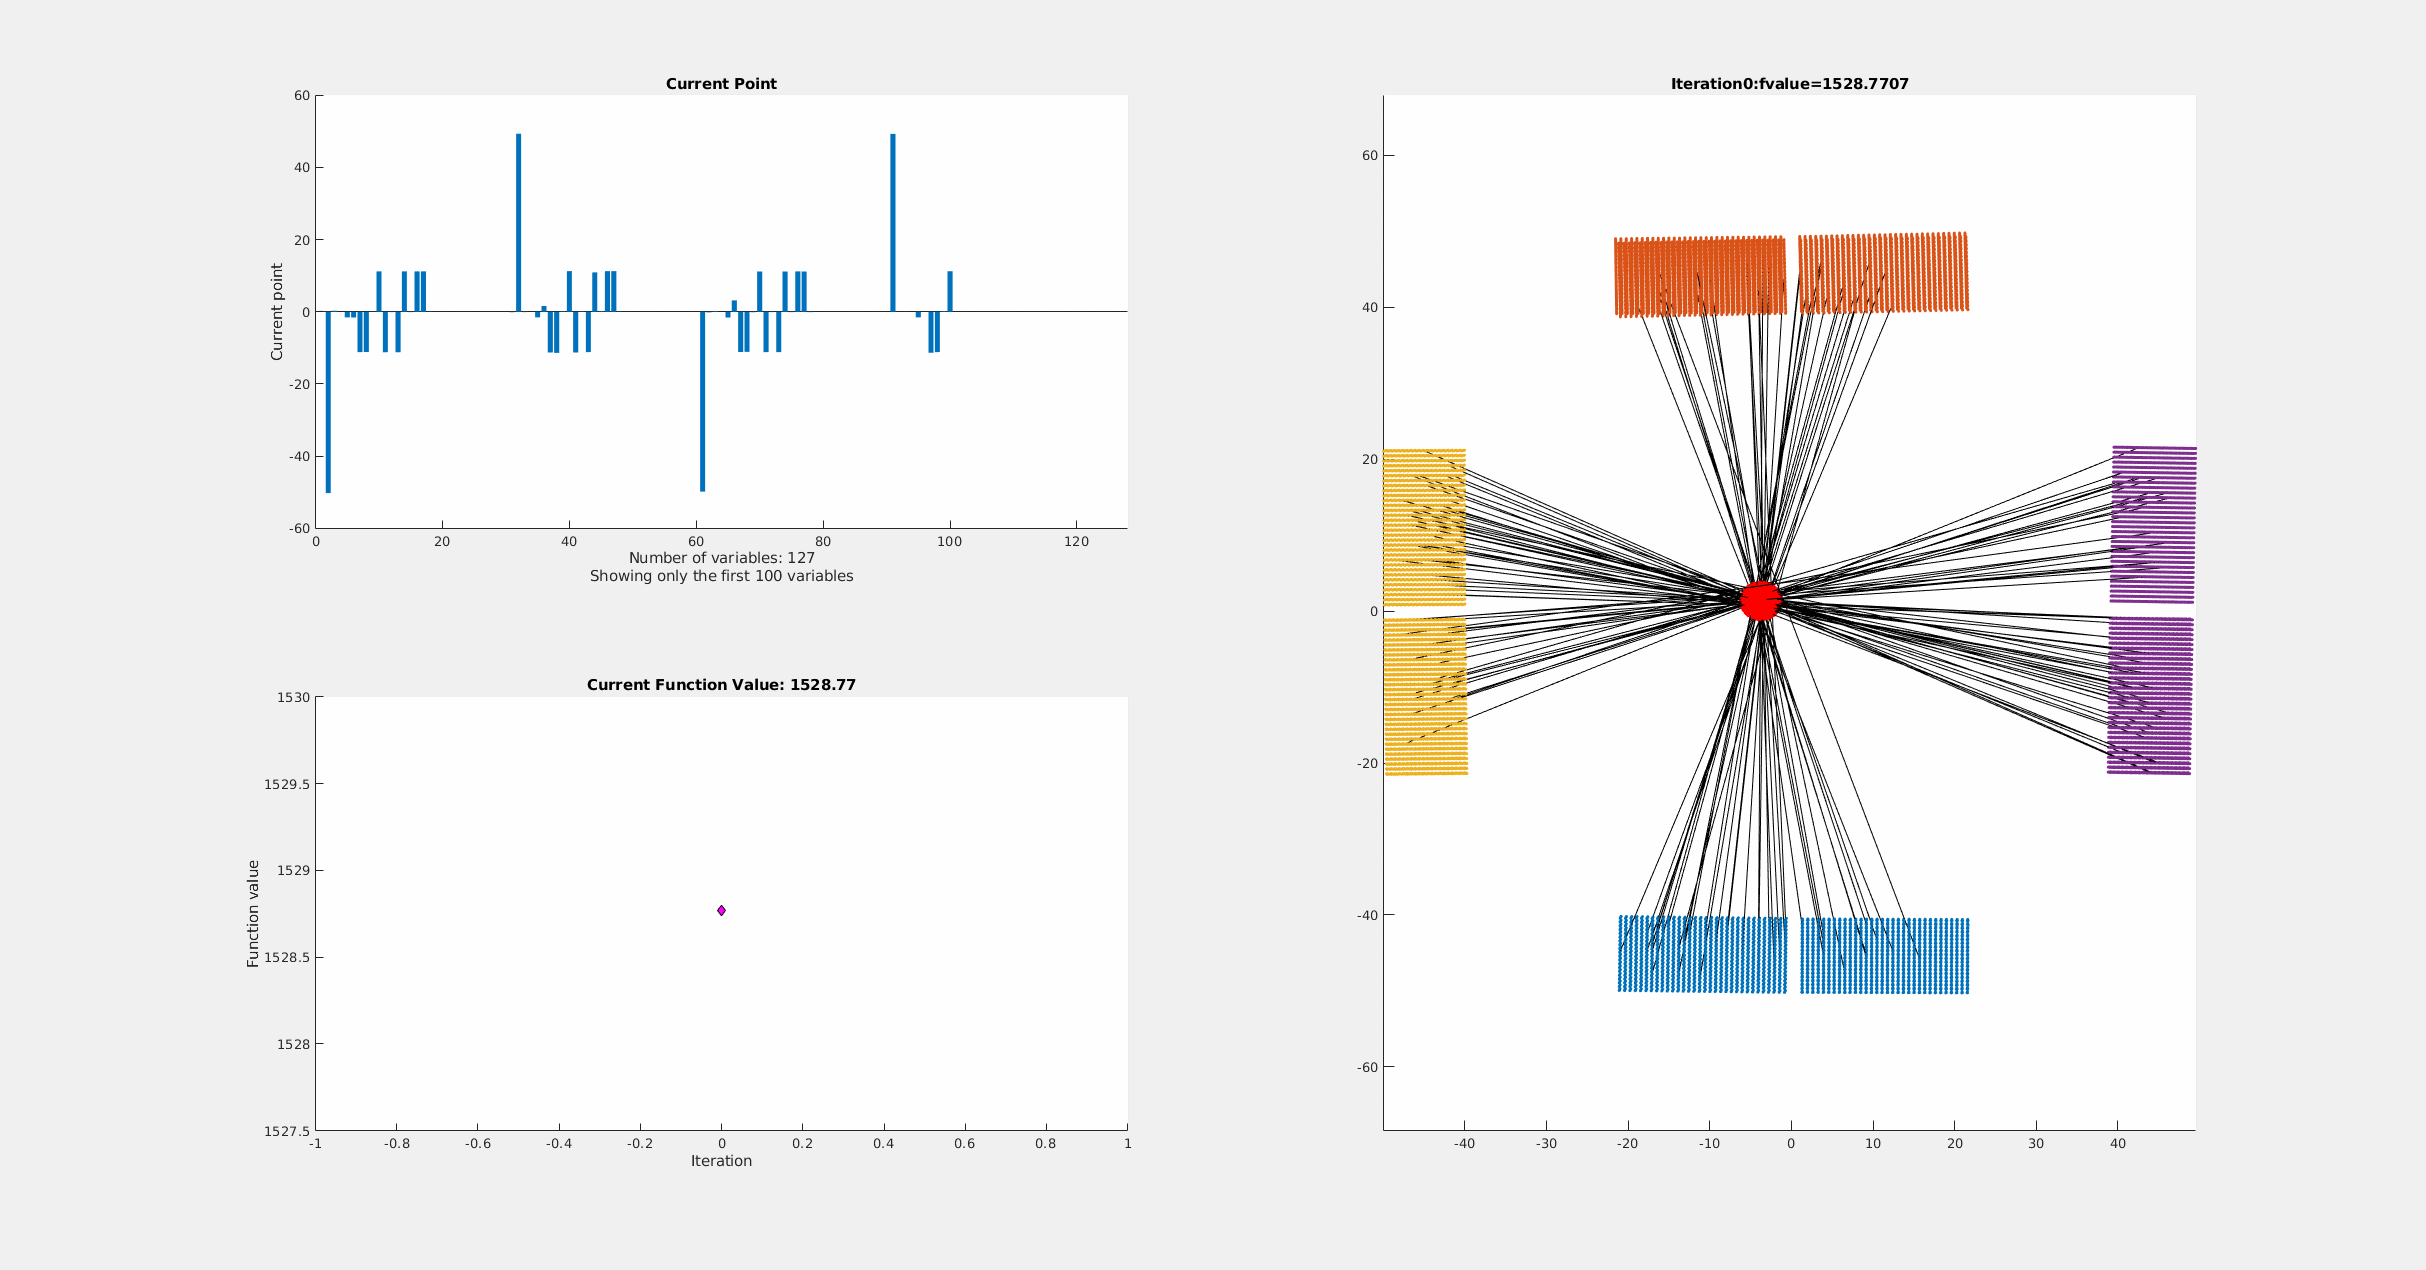 Current Point
60
40
20
0
-20
-40
-60
Current point
0 20 40 60 80 100 120
Number of variables: 127
Showing only the first 100 variables
Current Function Value: 1528.77
1530
1529.5
1529
1528.5
1528
1527.5
Function value
-1 -0.8 -0.6 -0.4 -0.2 0 0.2 0.4 0.6 0.8 1
Iteration
Iteration0:fvalue=1528.7707
60
40
20
0
-20
-40
-60
-40 -30 -20 -10 0 10 20 30 40